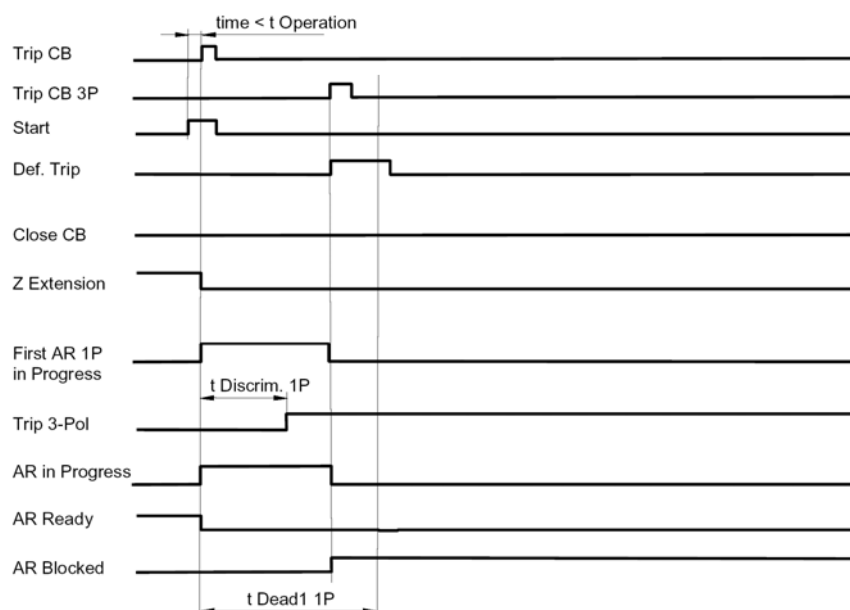 time < t Operation
Trip CB
Trip CB 3P
Start
Def. Trip
Close CB
Z Extension
First AR 1P
in Progress
t Discrim. 1P
Trip 3-Pol
AR in Progress
AR Ready
AR Blocked
t Dead1 1P